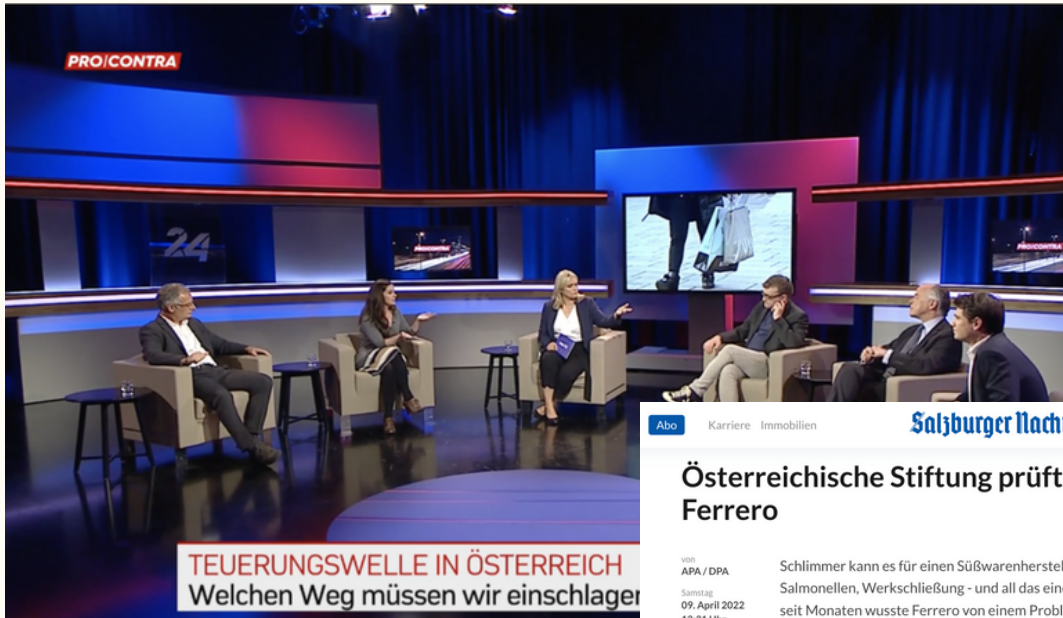 PRO|CONTRA
24
PRO|CONTRA
PRO|CONTRA
TEUERUNGSWELLE IN ÖSTERREICH
Welchen Weg müssen wir einschlagen
Abo
Karriere Immobilien
Salzburger Nach
Österreichische Stiftung prüft
Ferrero
von
APA / DPA
Samstag
09. April 2022
Schlimmer kann es für einen Süßwarenherstel
Salmonellen, Werkschließung - und all das ein
seit Monaten wusste Ferrero von einem Probl